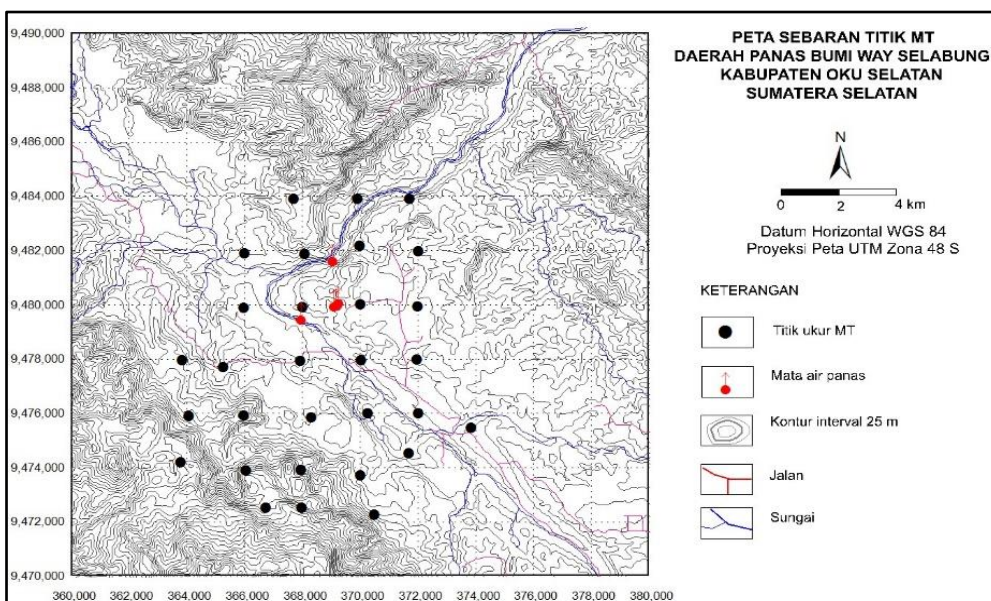 PETA SEBARAN TITIK MT
DAERAH PANAS BUMI WAY SELABUNG
KABUPATEN OKU SELATAN
SUMATERA SELATAN
N
0 2 4 km
Datum Horizontal WGS 84
Proyeksi Peta UTM Zona 48 S
KETERANGAN
Titik ukur MT
Mata air panas
Kontur interval 25 m
Jalan
Sungai
9,490,000
9,488,000
9,486,000
9,484,000
9,482,000
9,480,000
9,478,000
9,476,000
9,474,000
9,472,000
9,470,000
360,000 362,000 364,000 366,000 368,000 370,000 372,000 374,000 376,000 378,000 380,000